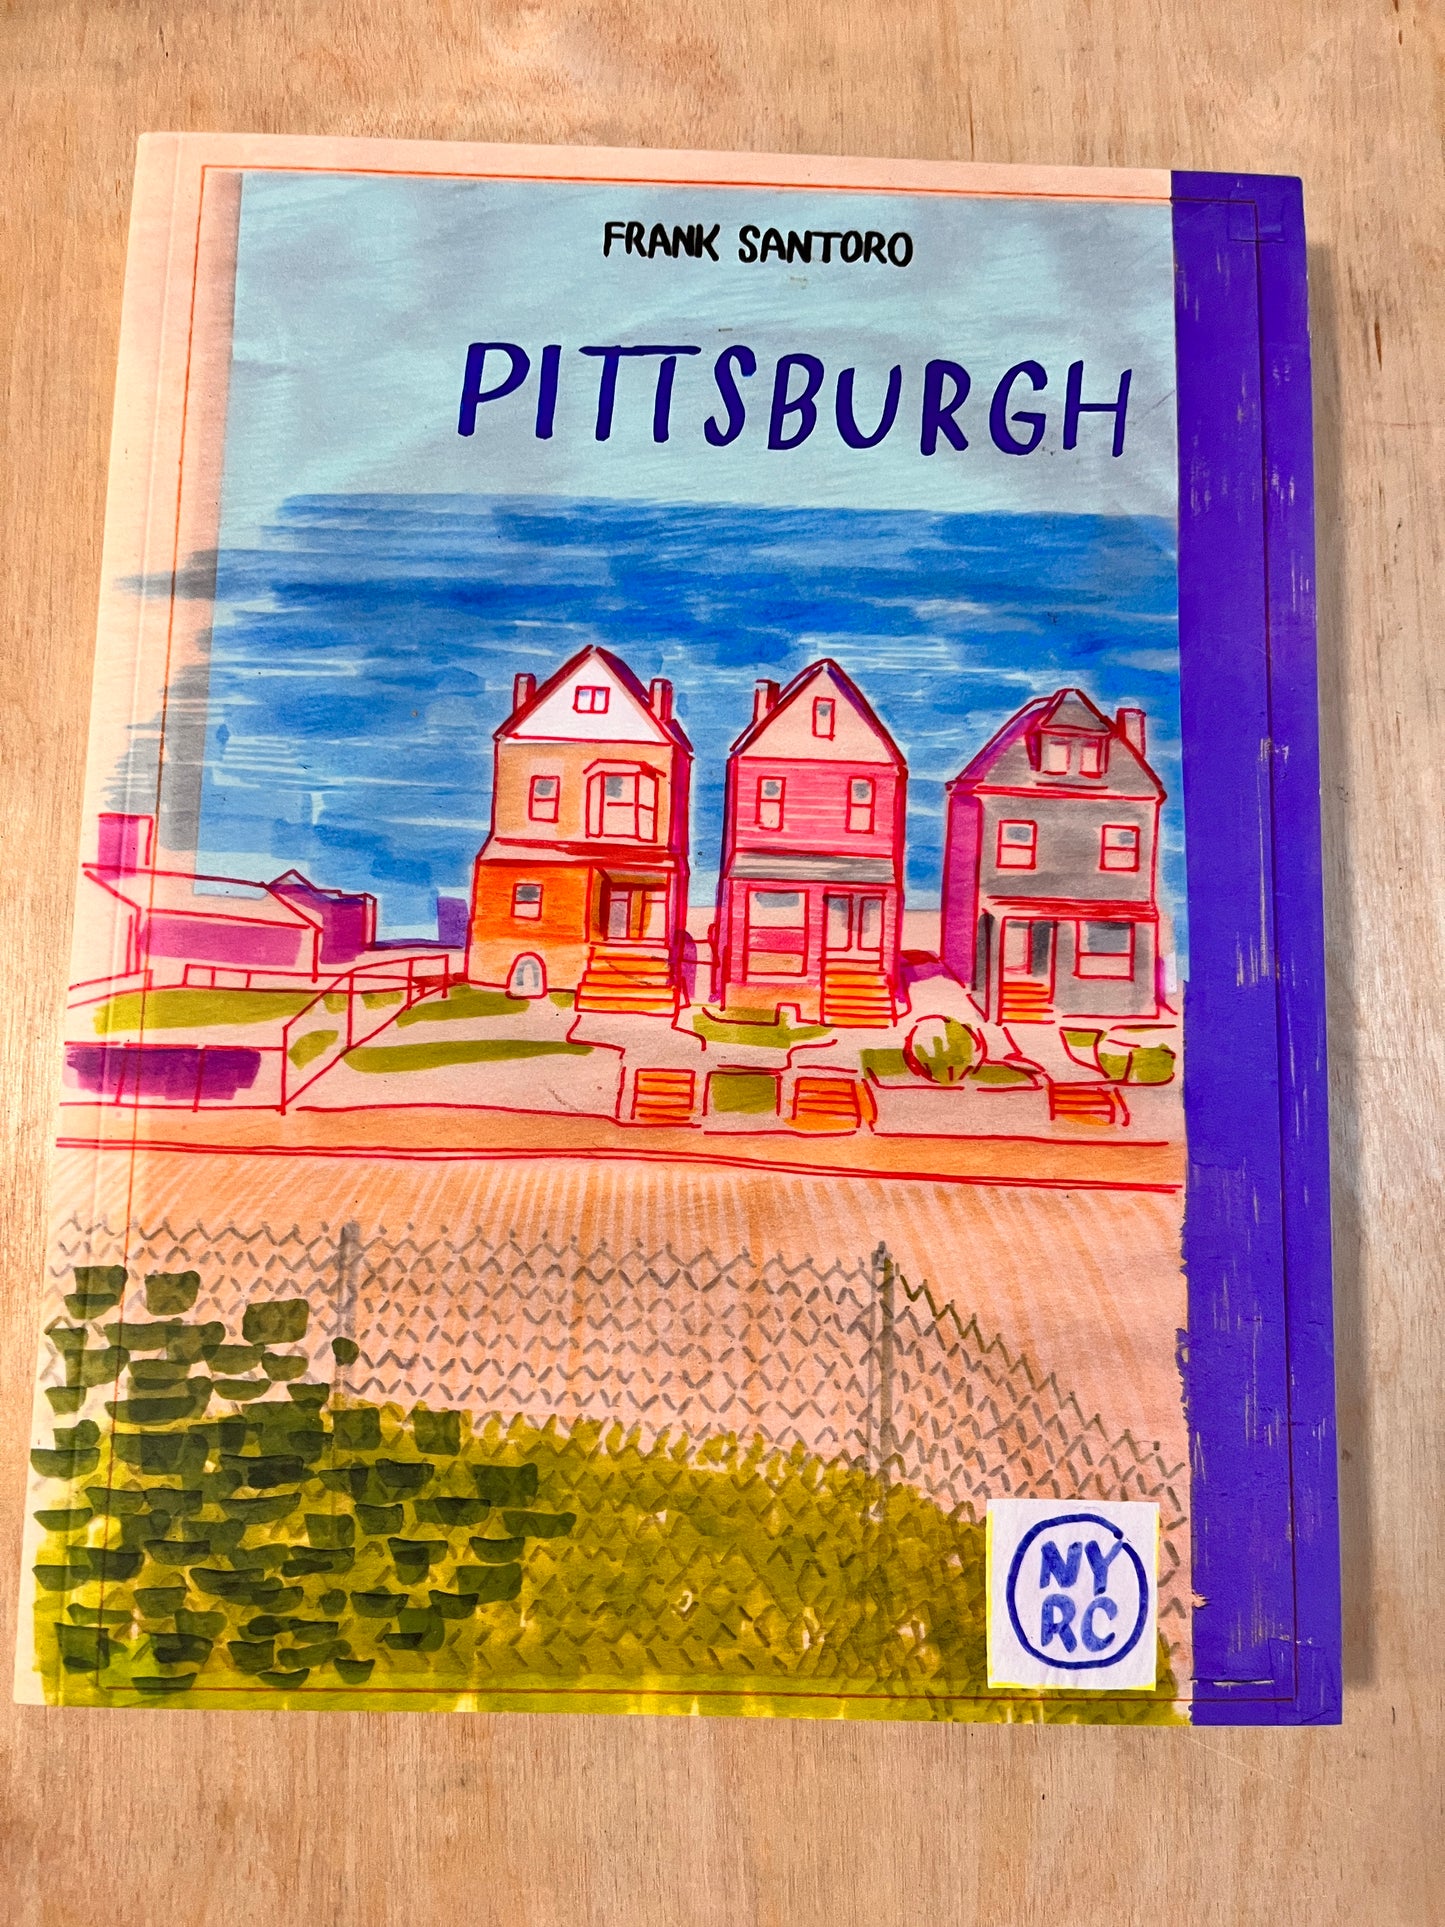 FRANK SANTORO
PITTSBURGH
NY
RC